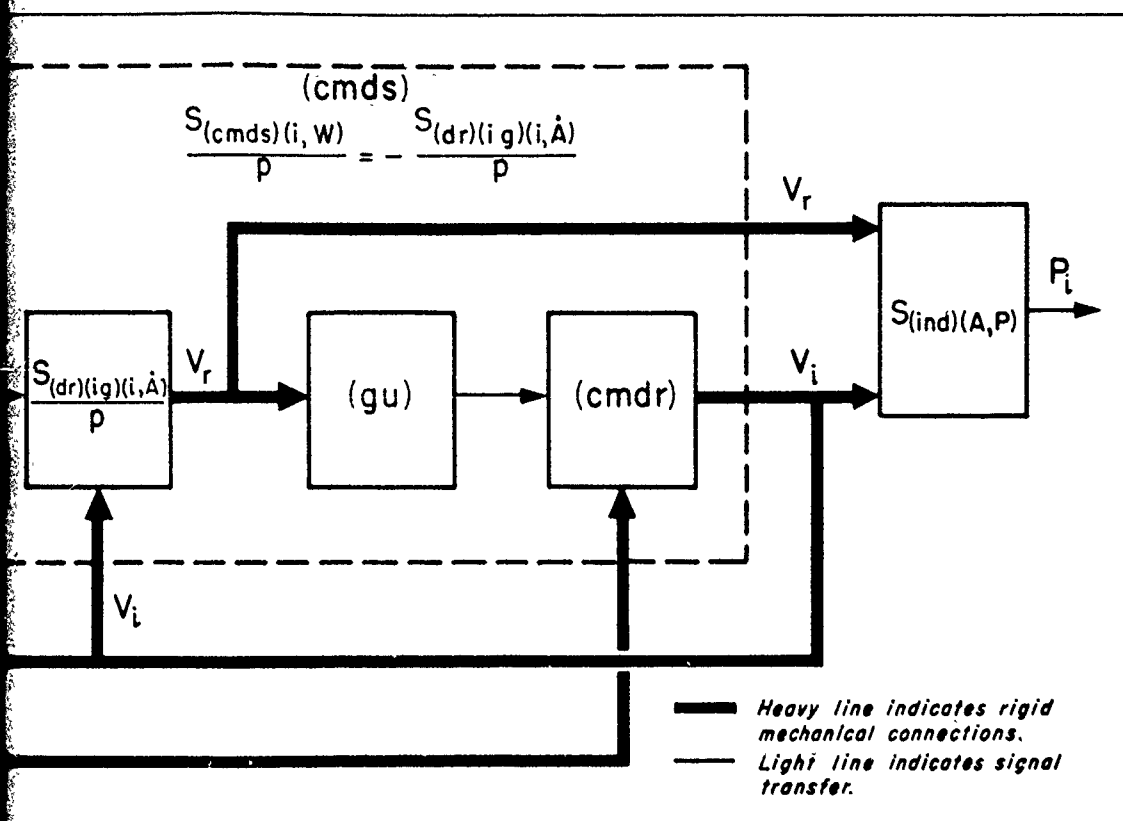 (cmds)
S(cmds)(i, W)/p = - S(dr)(i g)(i, Ȧ)/p
Vr
Pi
S(ind)(A,P)
S(dr)(ig)(i,Ȧ)
p
Vr
(gu)
(cmdr)
Vi
Vi
Heavy line indicates rigid
mechanical connections.
Light line indicates signal
transfer.